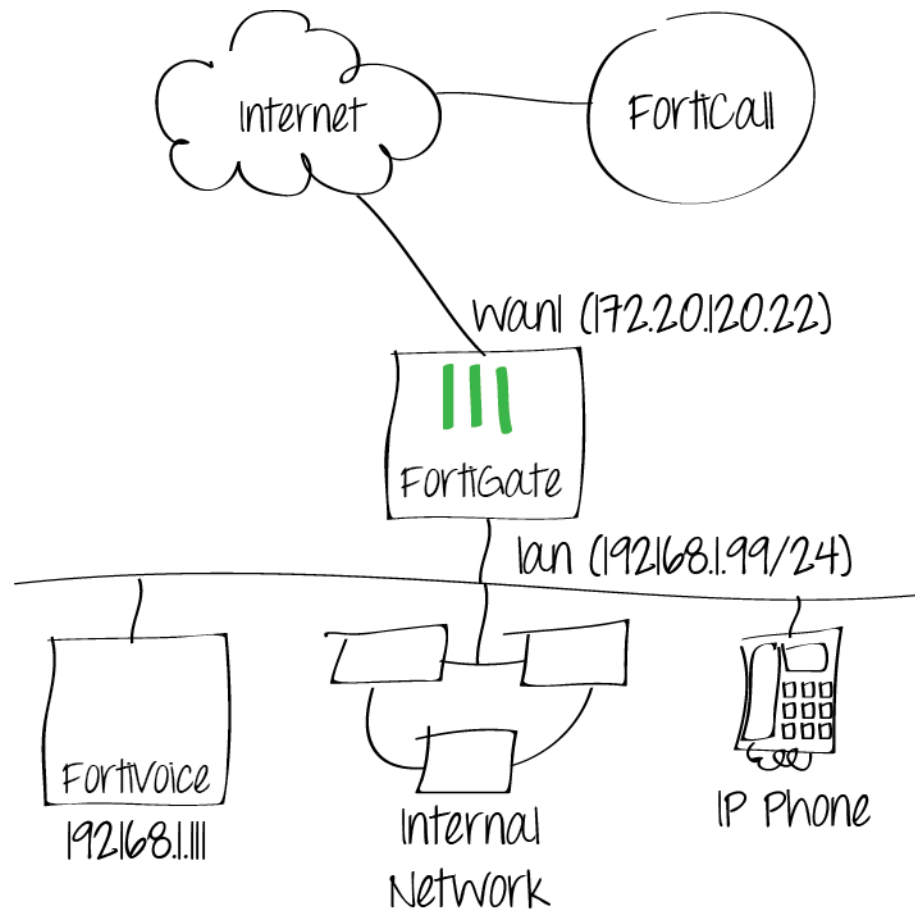 Internet
FortiCall
wan1 (172.20.120.22)
FortiGate
lan (192.168.1.99/24)
FortiVoice
192.168.1.111
Internal
Network
IP Phone